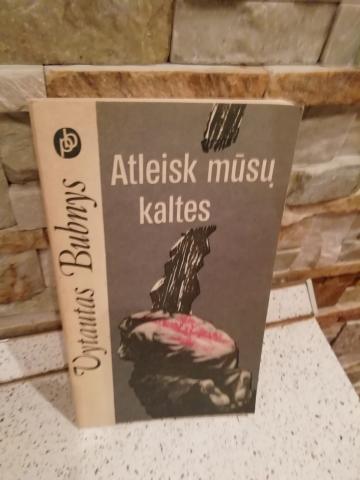 Vytautas Bubnys
Atleisk mūsų
kaltes